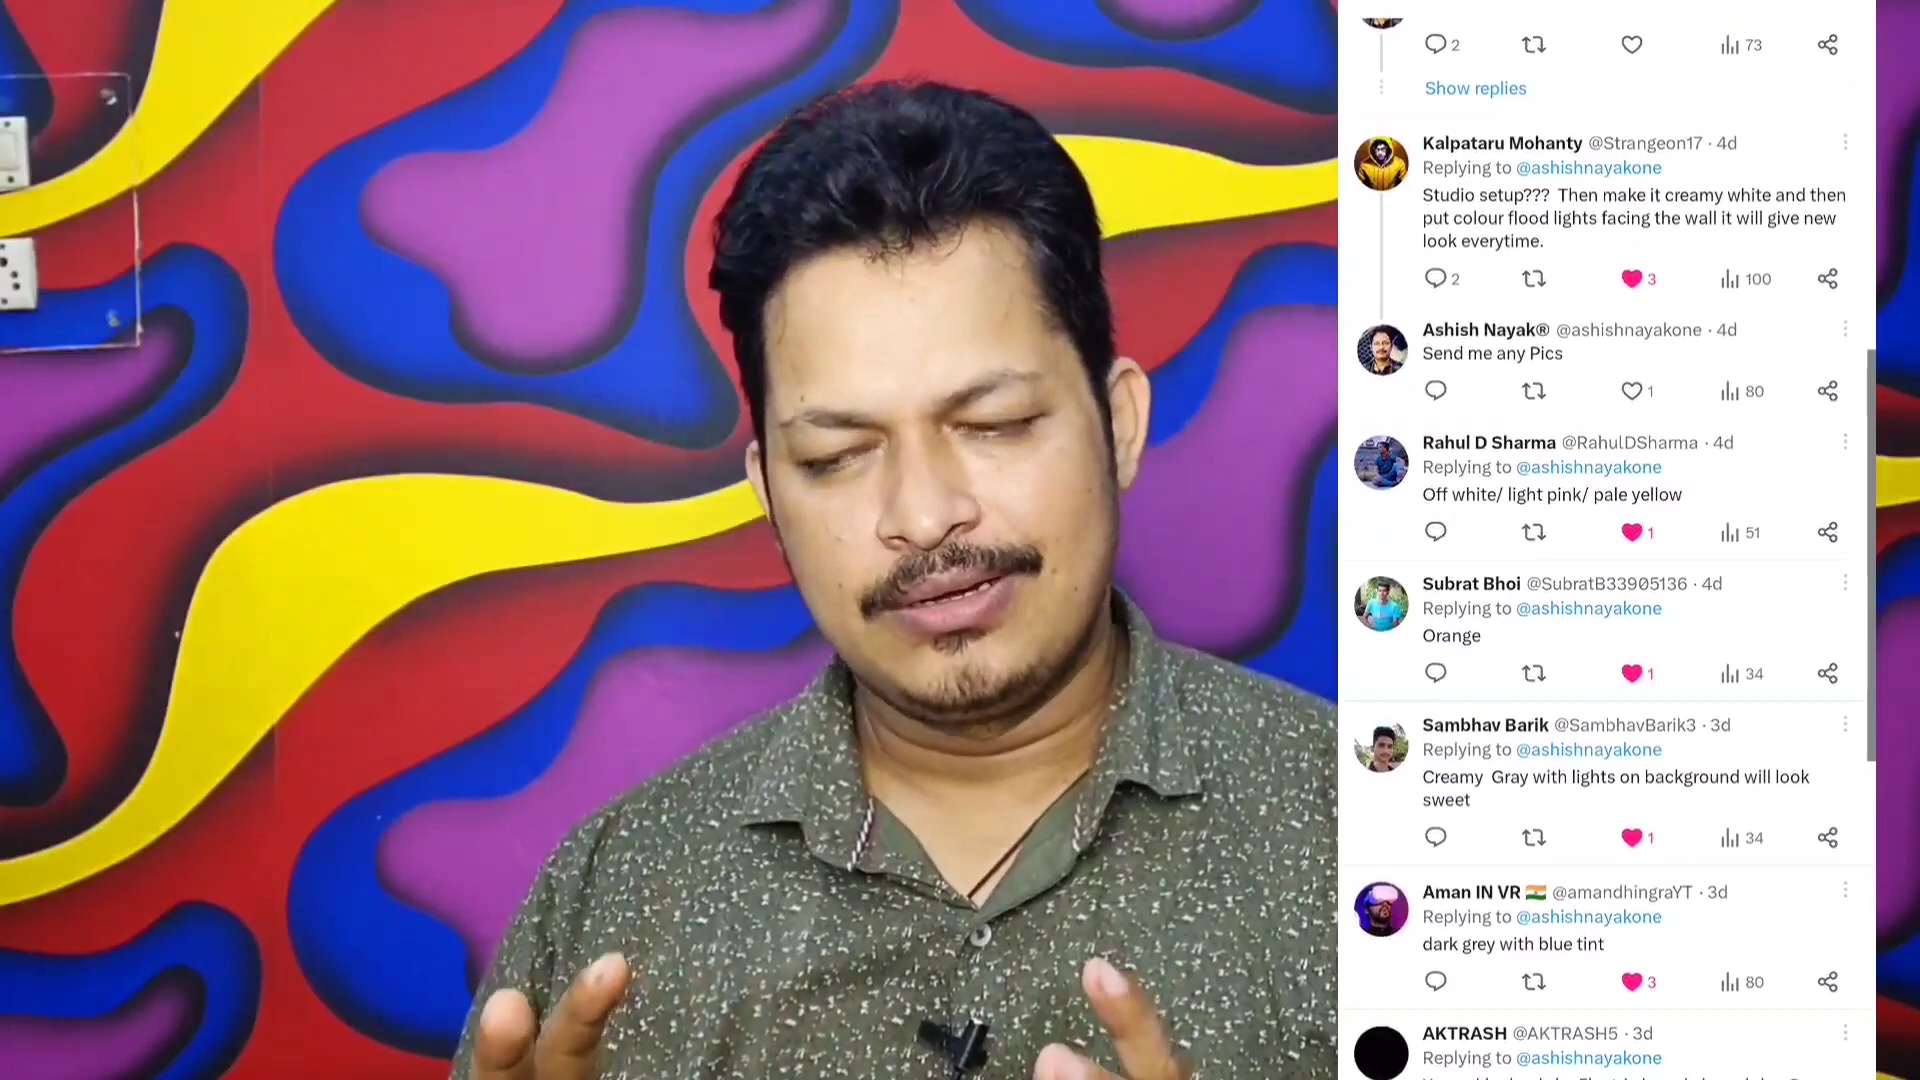 2
73
Show replies
Kalpataru Mohanty @Strangeon17 · 4d
Replying to @ashishnayakone
Studio setup??? Then make it creamy white and then
put colour flood lights facing the wall it will give new
look everytime.
2
3
100
Ashish Nayak® @ashishnayakone · 4d
Send me any Pics
1
80
Rahul D Sharma @RahulDSharma · 4d
Replying to @ashishnayakone
Off white/ light pink/ pale yellow
1
51
Subrat Bhoi @SubratB33905136 · 4d
Replying to @ashishnayakone
Orange
1
34
Sambhav Barik @SambhavBarik3 · 3d
Replying to @ashishnayakone
Creamy Gray with lights on background will look
sweet
1
34
Aman IN VR 🇮🇳 @amandhingraYT · 3d
Replying to @ashishnayakone
dark grey with blue tint
3
80
AKTRASH @AKTRASH5 · 3d
Replying to @ashishnayakone